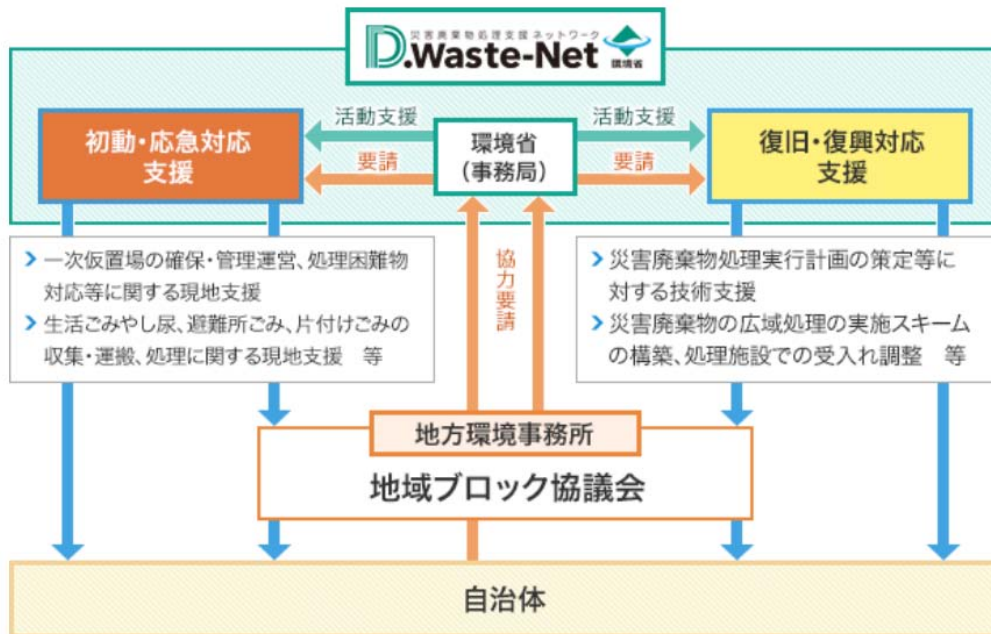 災害廃棄物処理支援ネットワーク
D.Waste-Net
環境省
初動・応急対応
支援
活動支援
要請
環境省
(事務局)
活動支援
要請
復旧・復興対応
支援
一次仮置場の確保・管理運営、処理困難物
対応等に関する現地支援
生活ごみやし尿、避難所ごみ、片付けごみの
収集・運搬、処理に関する現地支援 等
協力要請
災害廃棄物処理実行計画の策定等に
対する技術支援
災害廃棄物の広域処理の実施スキーム
の構築、処理施設での受入れ調整 等
地方環境事務所
地域ブロック協議会
自治体